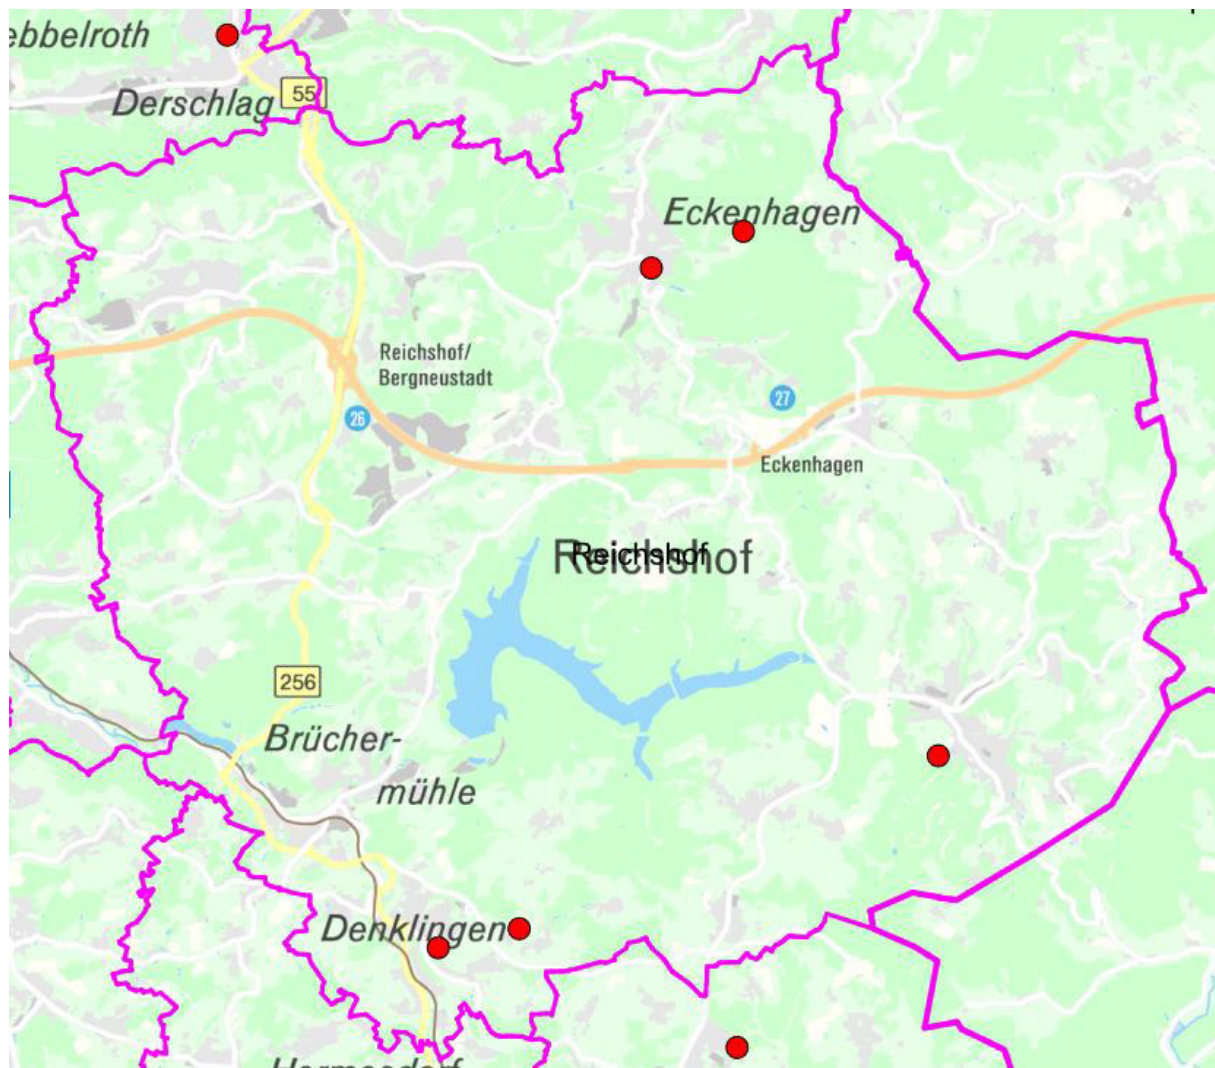 ebbelroth
Derschlag
55
Eckenhagen
Reichshof/
Bergneustadt
27
26
Eckenhagen
Reichshof
Reichshof
256
Brücher-
mühle
Denklingen